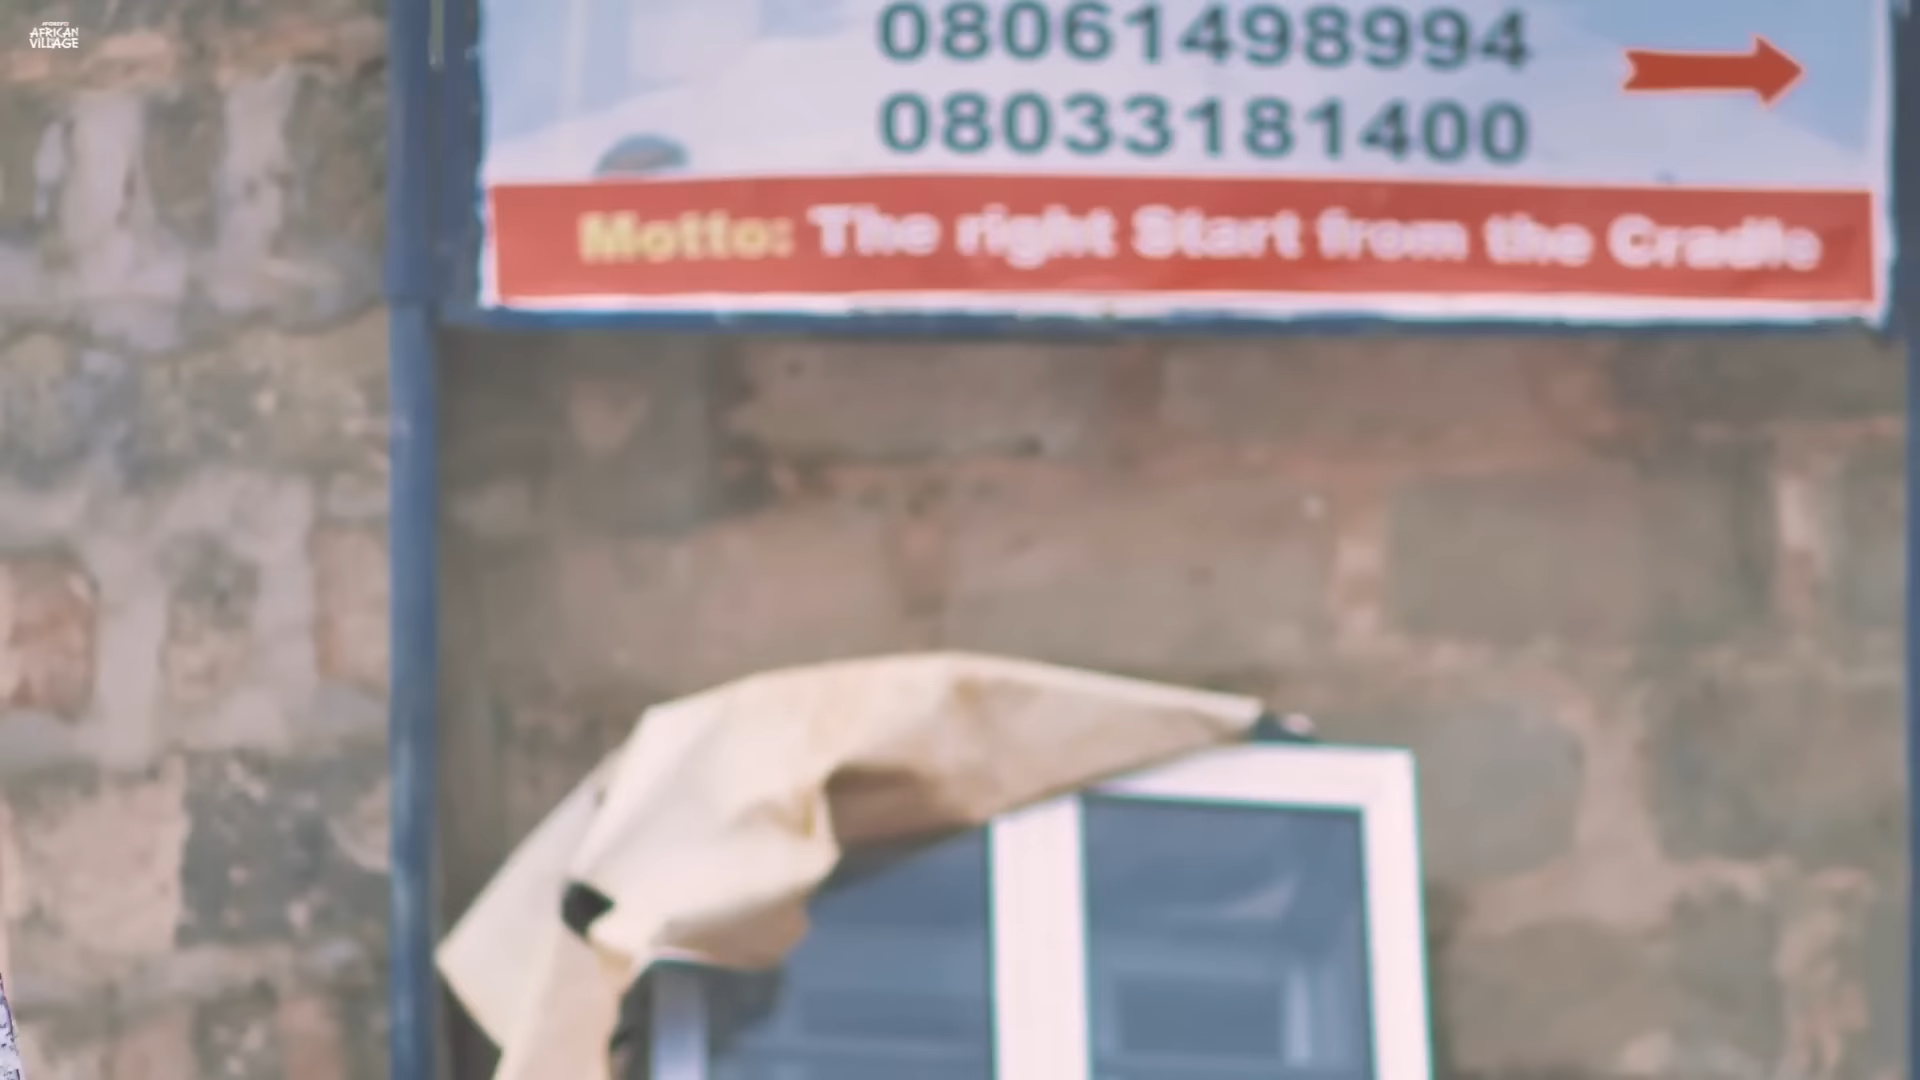 AFRICAN
VILLAGE
08061498994
08033181400
Motto: The right Start from the Cradle